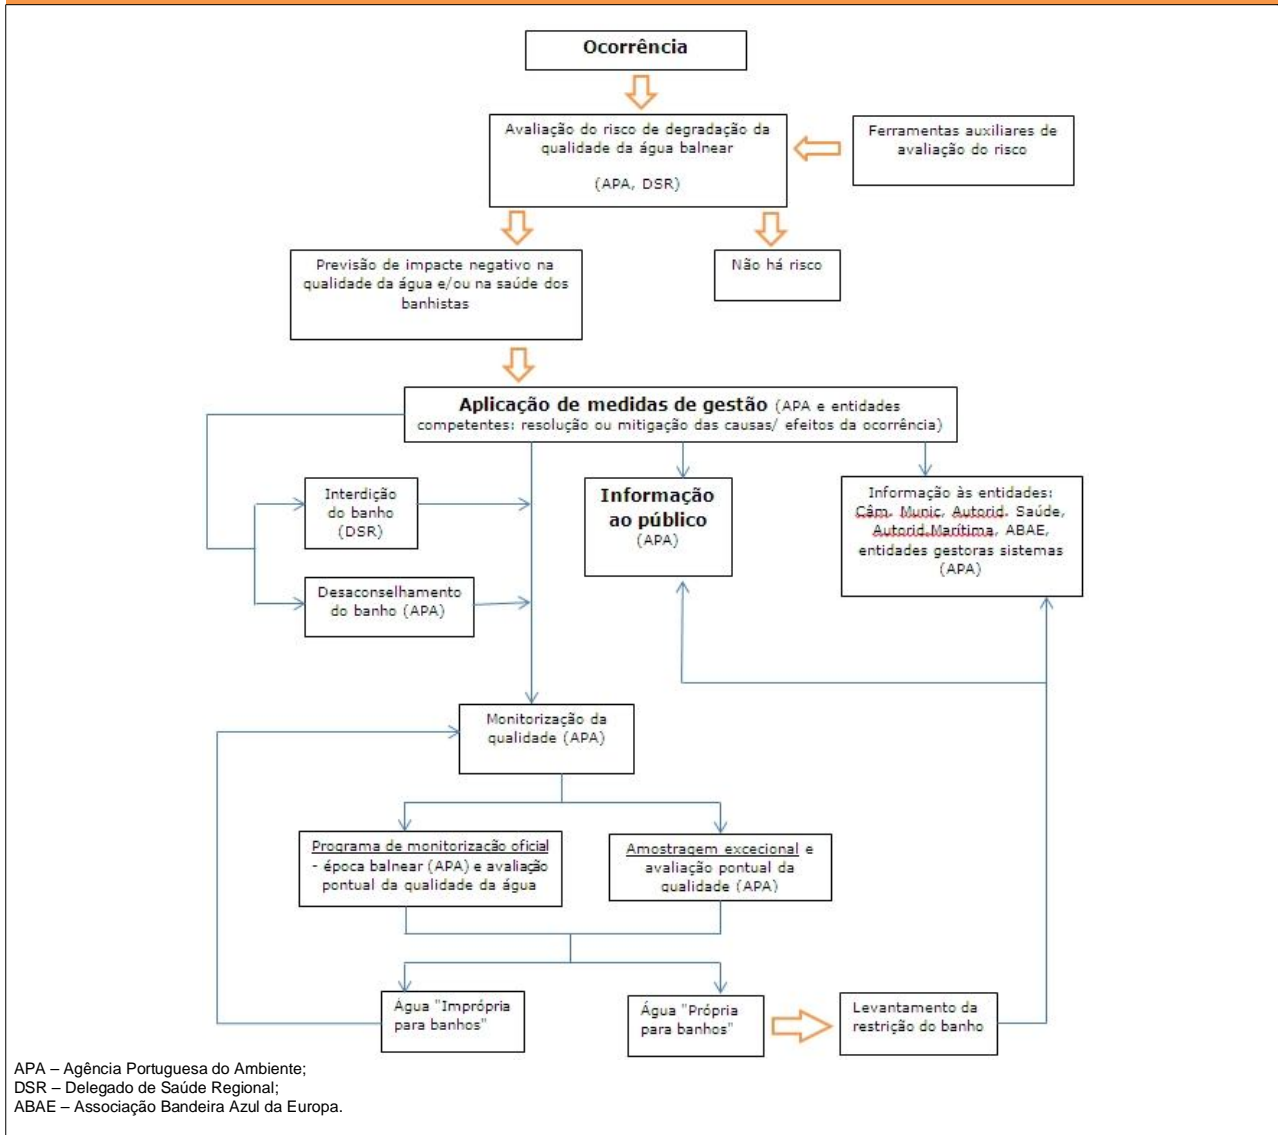 Ocorrência
Avaliação do risco de degradação da
qualidade da água balnear
(APA, DSR)
Ferramentas auxiliares de
avaliação do risco
Previsão de impacte negativo na
qualidade da água e/ou na saúde dos
banhistas
Não há risco
Aplicação de medidas de gestão (APA e entidades
competentes: resolução ou mitigação das causas/ efeitos da ocorrência)
Interdição
do banho
(DSR)
Informação
ao público
(APA)
Informação às entidades:
Câm. Munic, Autorid. Saúde,
Autorid.Marítima, ABAE,
entidades gestoras sistemas
(APA)
Desaconselhamento
do banho (APA)
Monitorização da
qualidade (APA)
Programa de monitorização oficial
- época balnear (APA) e avaliação
pontual da qualidade da água
Amostragem excecional e
avaliação pontual da
qualidade (APA)
Água "Imprópria
para banhos"
Água "Própria
para banhos"
Levantamento da
restrição do banho
APA – Agência Portuguesa do Ambiente;
DSR – Delegado de Saúde Regional;
ABAE – Associação Bandeira Azul da Europa.